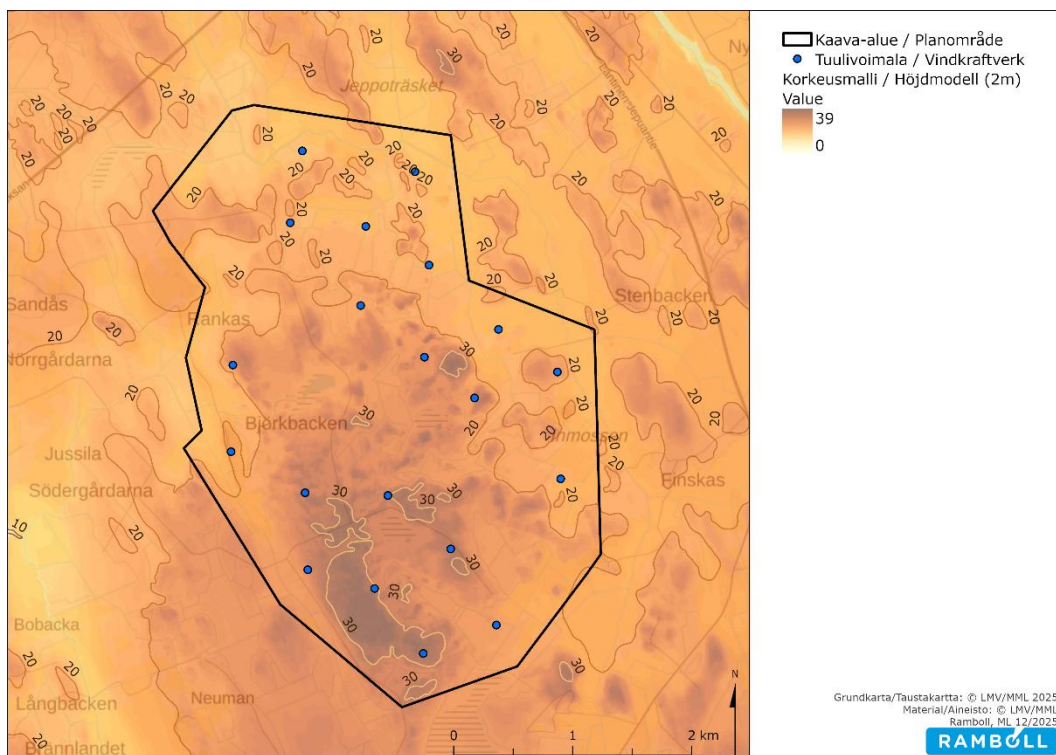 Kaava-alue / Planområde
Tuulivoimala / Vindkraftverk
Korkeusmalli / Höjdmodell (2m)
Value
39
0
Jeppoträsket
Sandås
Rankas
Stenbacken
Norrgårdarna
Björkbacken
Jussila
Södergårdarna
Finskas
Bobacka
Neuman
Långbacken
Brännlandet
10
20
30
N
0 1 2 km
Grundkarta/Taustakartta: © LMV/MML 2025
Material/Aineisto: © LMV/MML
Ramboll, ML 12/2025
RAMBOLL